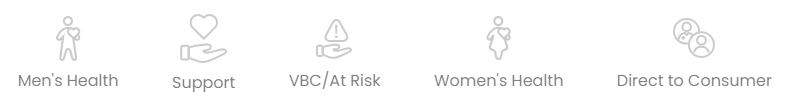 Men's Health
Support
VBC/At Risk
Women's Health
Direct to Consumer